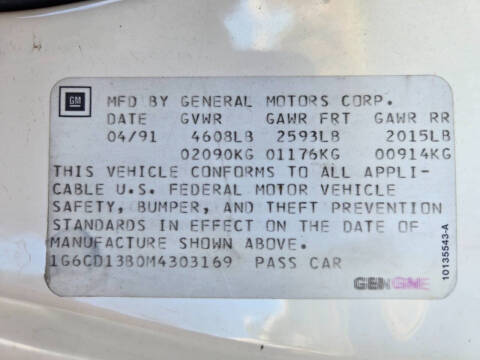 GM
MFD BY GENERAL MOTORS CORP.
DATE GVWR GAWR FRT GAWR RR
04/91 4608LB 2593LB 2015LB
02090KG 01176KG 00914KG
THIS VEHICLE CONFORMS TO ALL APPLI-
CABLE U.S. FEDERAL MOTOR VEHICLE
SAFETY, BUMPER, AND THEFT PREVENTION
STANDARDS IN EFFECT ON THE DATE OF
MANUFACTURE SHOWN ABOVE.
1G6CD13B0M4303169 PASS CAR
10135543-A